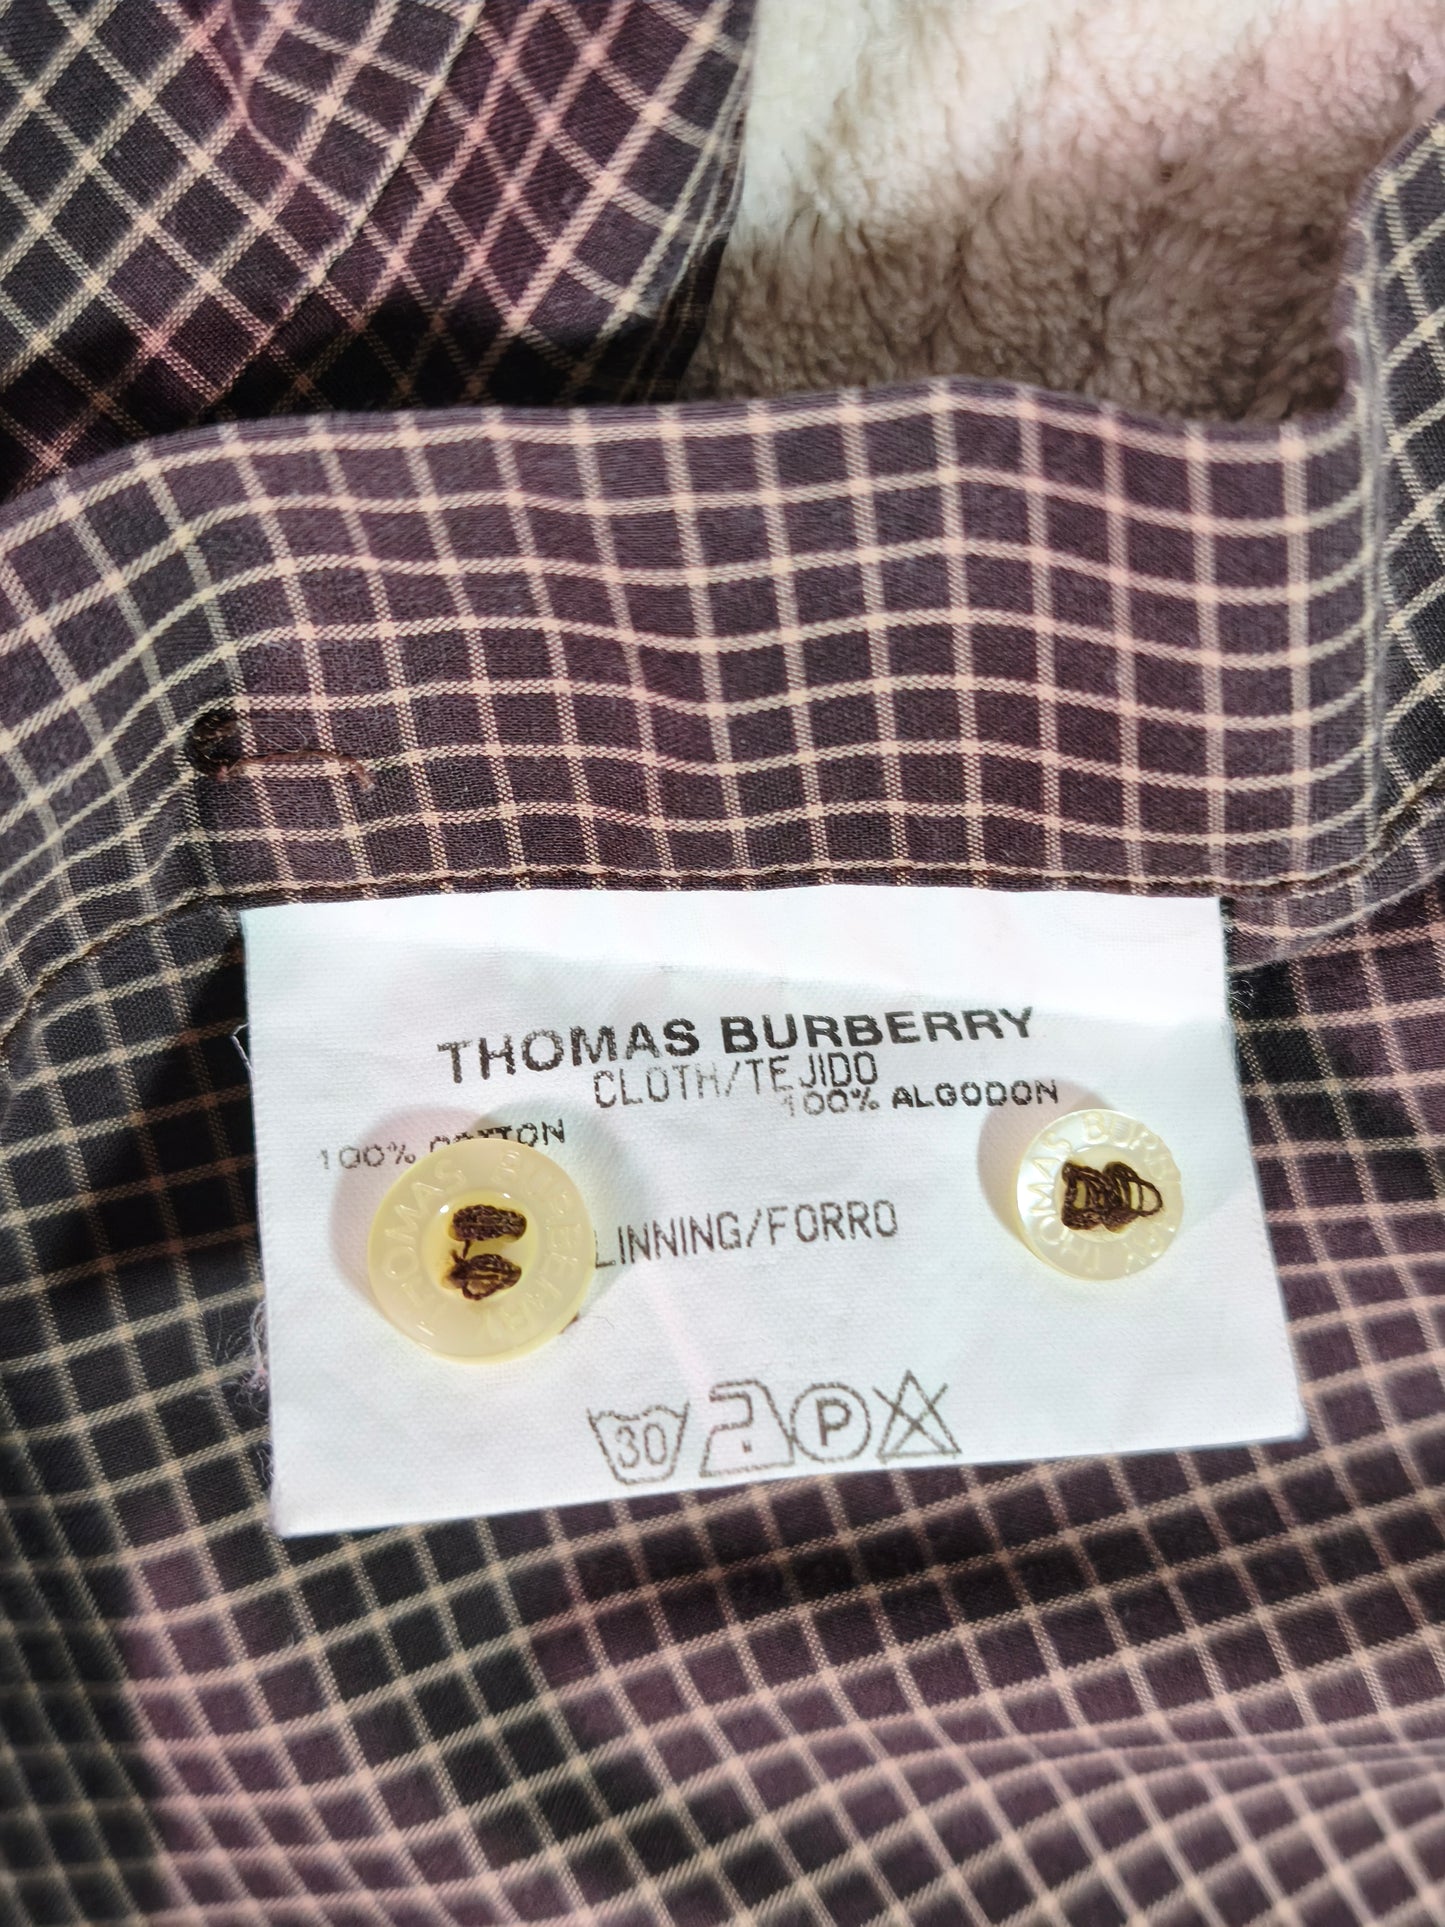 THOMAS BURBERRY
CLOTH/TEJIDO
100% ALGODON
100% COTTON
LINNING/FORRO
THOMAS BURBERRY
THOMAS BURBERRY
30 P